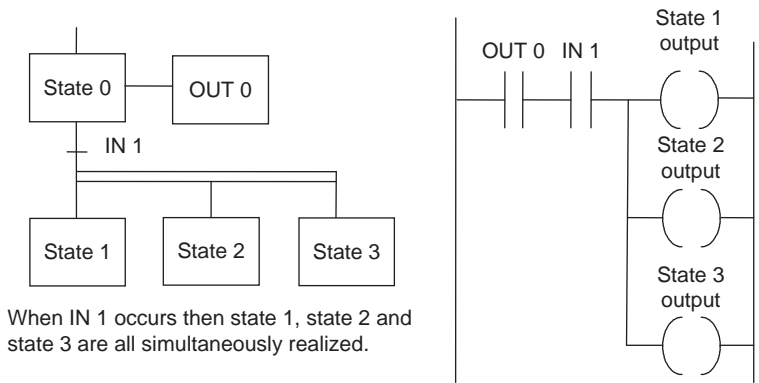 State 0
OUT 0
IN 1
State 1
State 2
State 3
When IN 1 occurs then state 1, state 2 and
state 3 are all simultaneously realized.
OUT 0 IN 1
State 1
output
State 2
output
State 3
output